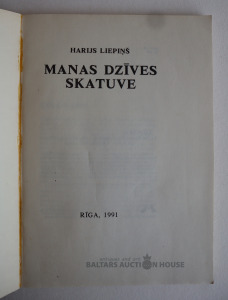 HARIJS LIEPIŅŠ
MANAS DZĪVES
SKATUVE
RĪGA, 1991
BALTARS AUCTION HOUSE